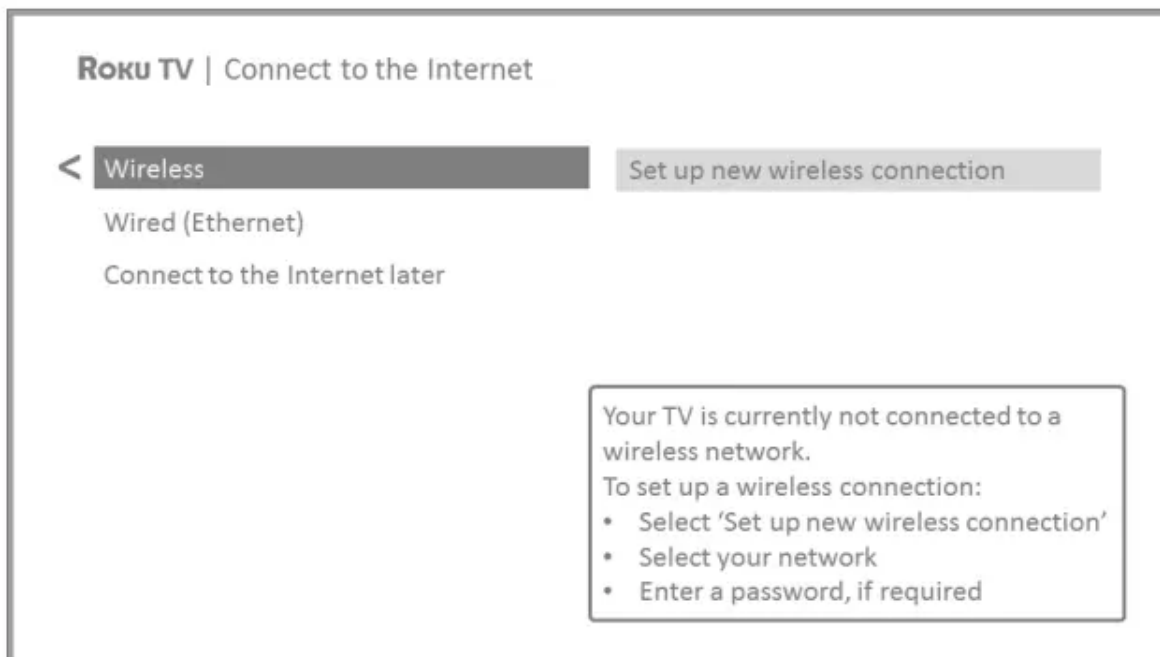 ROKU TV | Connect to the Internet
< Wireless
Set up new wireless connection
Wired (Ethernet)
Connect to the Internet later
Your TV is currently not connected to a
wireless network.
To set up a wireless connection:
• Select ‘Set up new wireless connection’
• Select your network
• Enter a password, if required